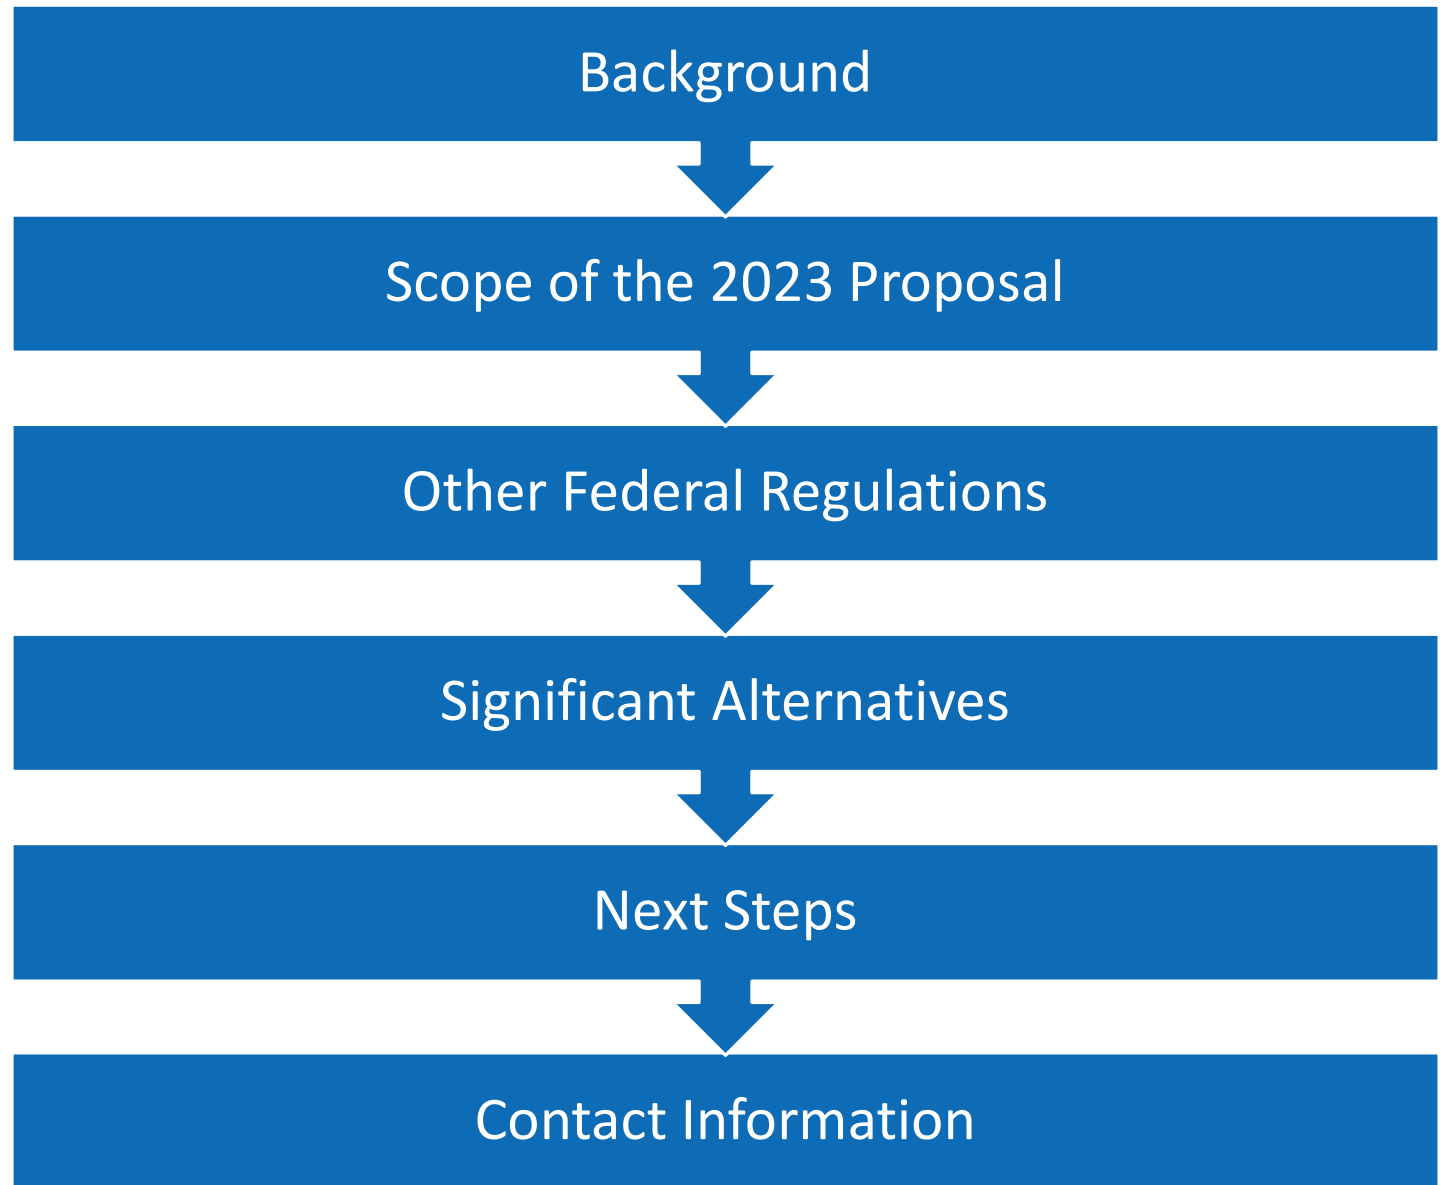 Background
Scope of the 2023 Proposal
Other Federal Regulations
Significant Alternatives
Next Steps
Contact Information